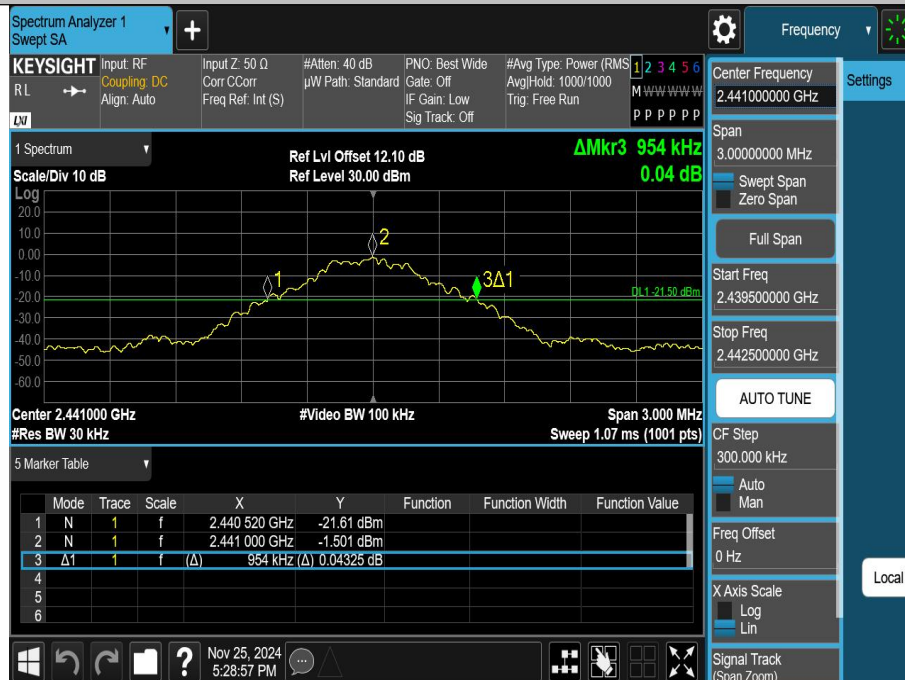 Spectrum Analyzer 1
Swept SA
+
Frequency
KEYSIGHT
RL
LXI
Input: RF
Coupling: DC
Align: Auto
Input Z: 50 Ω
Corr CCorr
Freq Ref: Int (S)
#Atten: 40 dB
µW Path: Standard
PNO: Best Wide
Gate: Off
IF Gain: Low
Sig Track: Off
#Avg Type: Power (RMS
Avg|Hold: 1000/1000
Trig: Free Run
1 2 3 4 5 6
M W W W W W
P P P P P P
1 Spectrum
Scale/Div 10 dB
Ref Lvl Offset 12.10 dB
Ref Level 30.00 dBm
ΔMkr3 954 kHz
0.04 dB
Log
20.0
10.0
0.00
-10.0
-20.0
-30.0
-40.0
-50.0
-60.0
1
2
3Δ1
DL1 -21.50 dBm
Center 2.441000 GHz
#Res BW 30 kHz
#Video BW 100 kHz
Span 3.000 MHz
Sweep 1.07 ms (1001 pts)
5 Marker Table
Mode Trace Scale X Y Function Function Width Function Value
1 N 1 f 2.440 520 GHz -21.61 dBm
2 N 1 f 2.441 000 GHz -1.501 dBm
3 Δ1 1 f (Δ) 954 kHz (Δ) 0.04325 dB
4
5
6
?
Nov 25, 2024
5:28:57 PM
Center Frequency
2.441000000 GHz
Span
3.00000000 MHz
Swept Span
Zero Span
Full Span
Start Freq
2.439500000 GHz
Stop Freq
2.442500000 GHz
AUTO TUNE
CF Step
300.000 kHz
Auto
Man
Freq Offset
0 Hz
X Axis Scale
Log
Lin
Signal Track
(Span Zoom)
Settings
Local